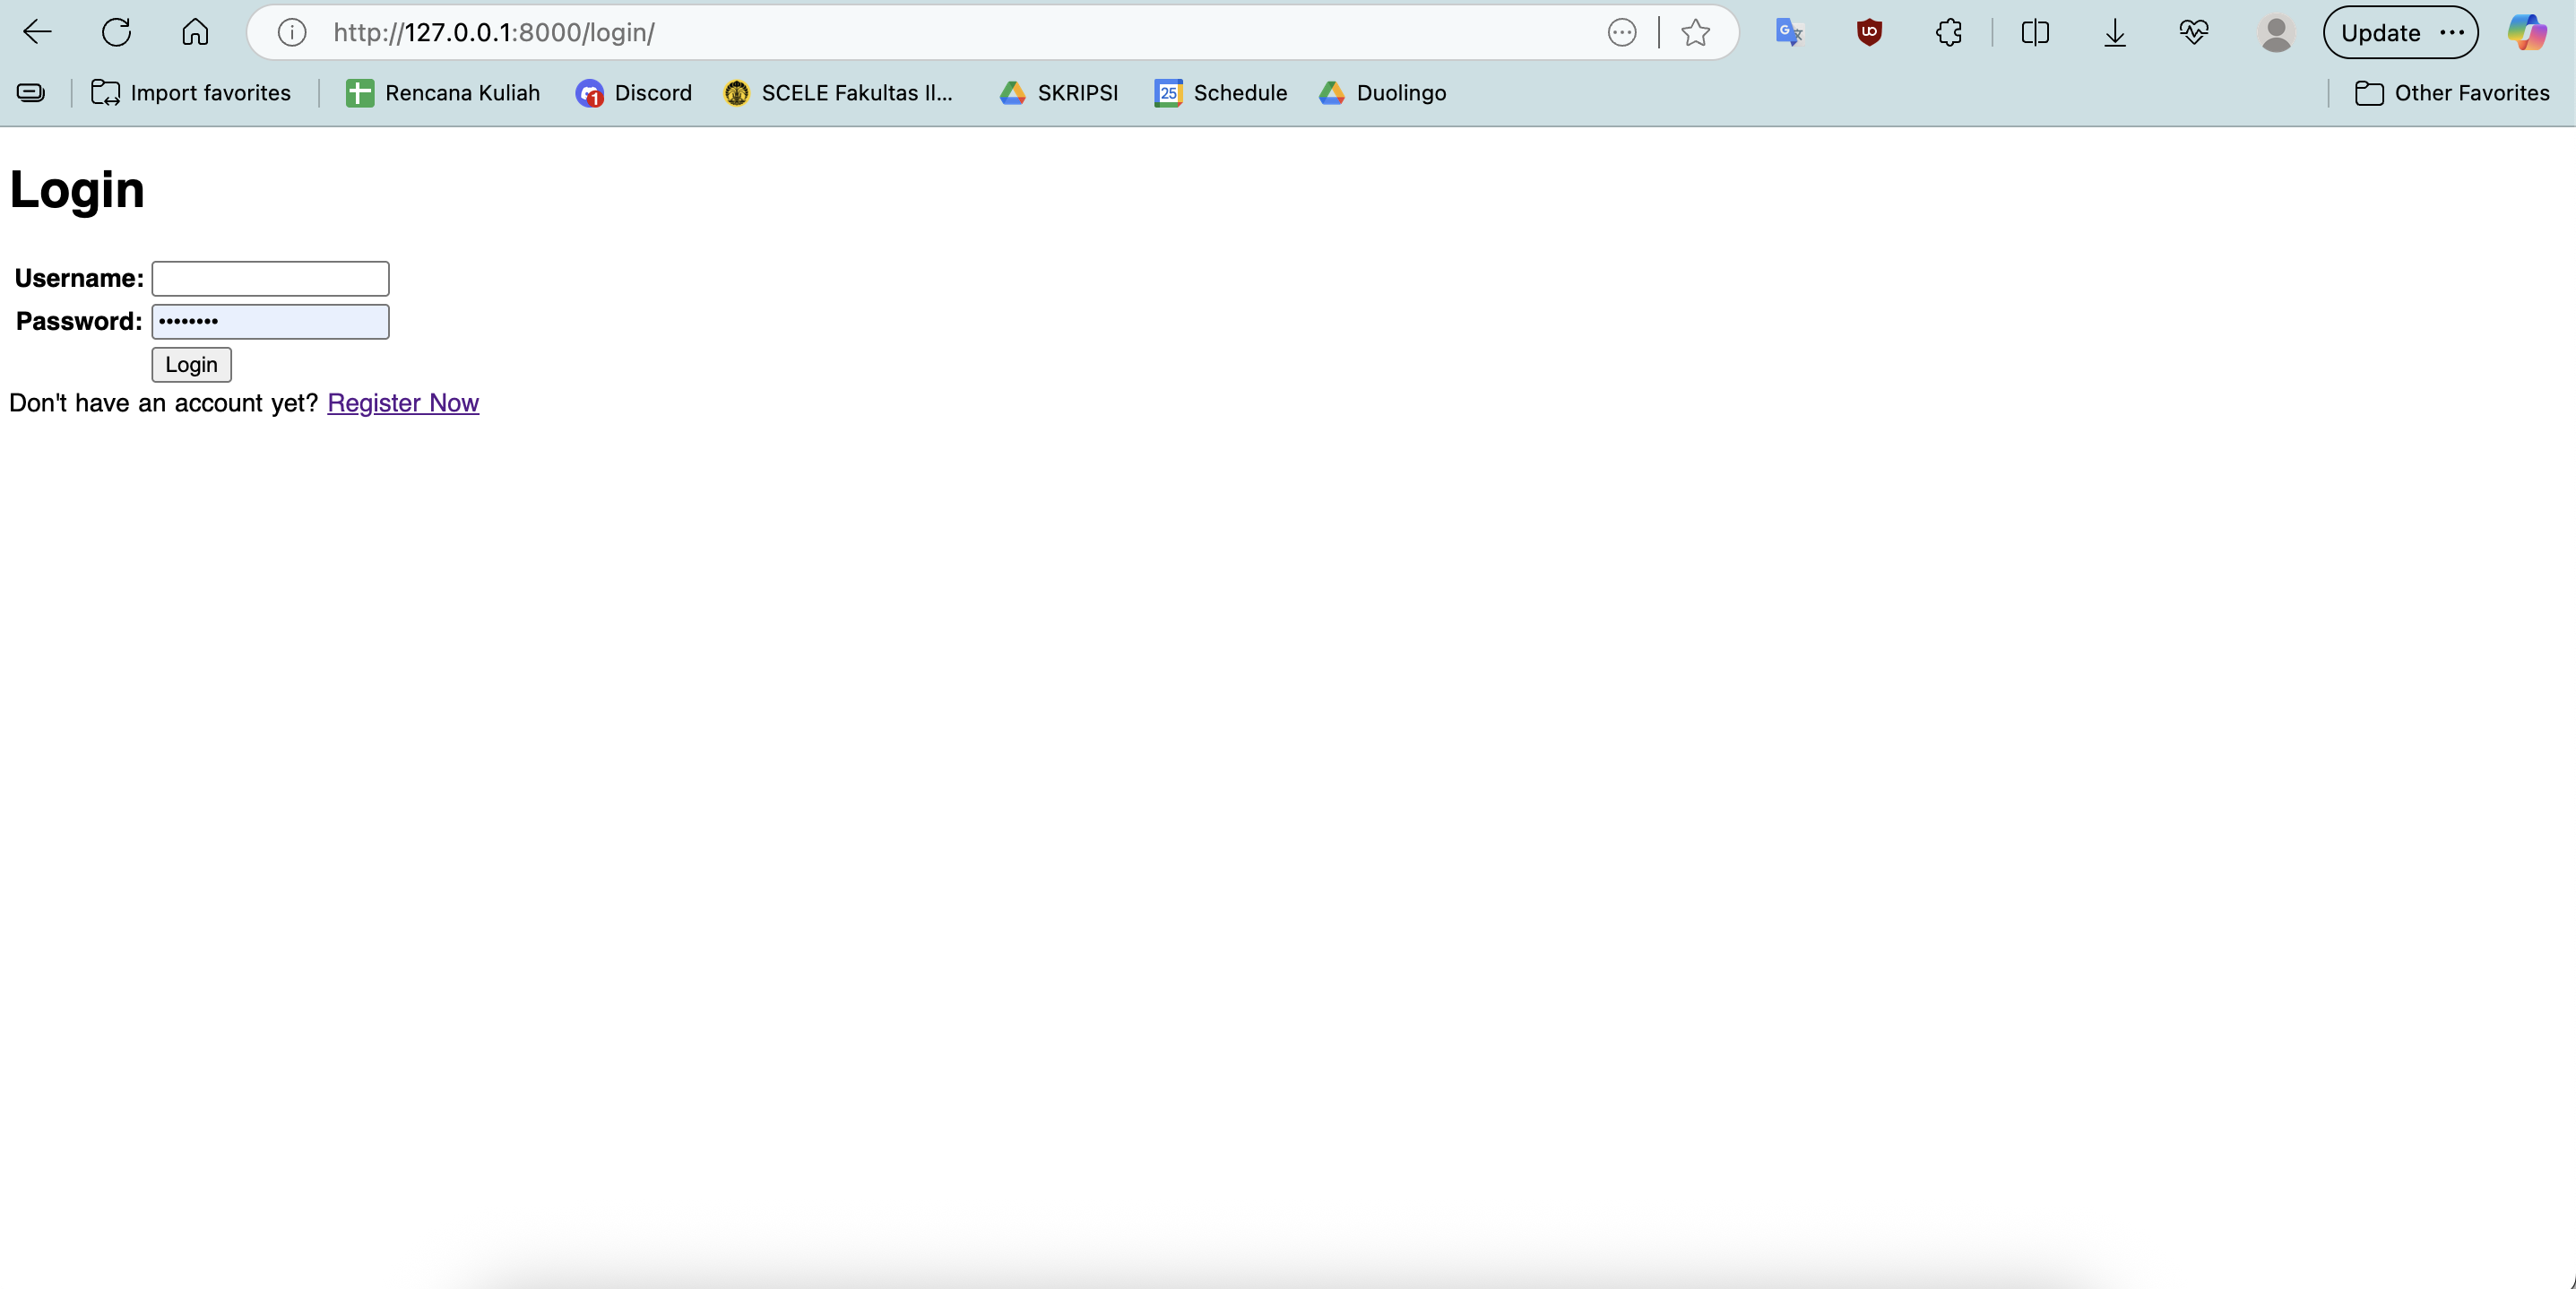 http://127.0.0.1:8000/login/ Update
Import favorites Rencana Kuliah Discord SCELE Fakultas Il... SKRIPSI 25 Schedule Duolingo Other Favorites
Login
Username:
Password: ••••••••
Login
Don't have an account yet? Register Now